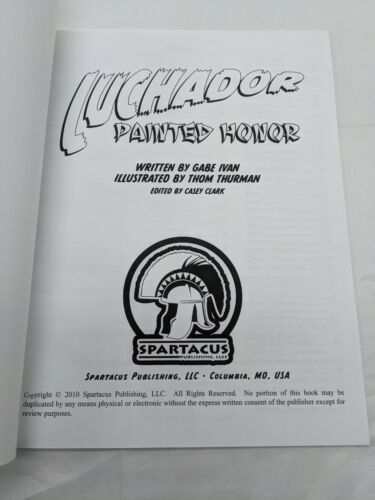 LUCHADOR
PAINTED HONOR
WRITTEN BY GABE IVAN
ILLUSTRATED BY THOM THURMAN
EDITED BY CASEY CLARK
SPARTACUS
PUBLISHING, LLC
SPARTACUS PUBLISHING, LLC · COLUMBIA, MO, USA
Copyright © 2010 Spartacus Publishing, LLC. All Rights Reserved. No portion of this book may be
duplicated by any means physical or electronic without the express written consent of the publisher except for
review purposes.